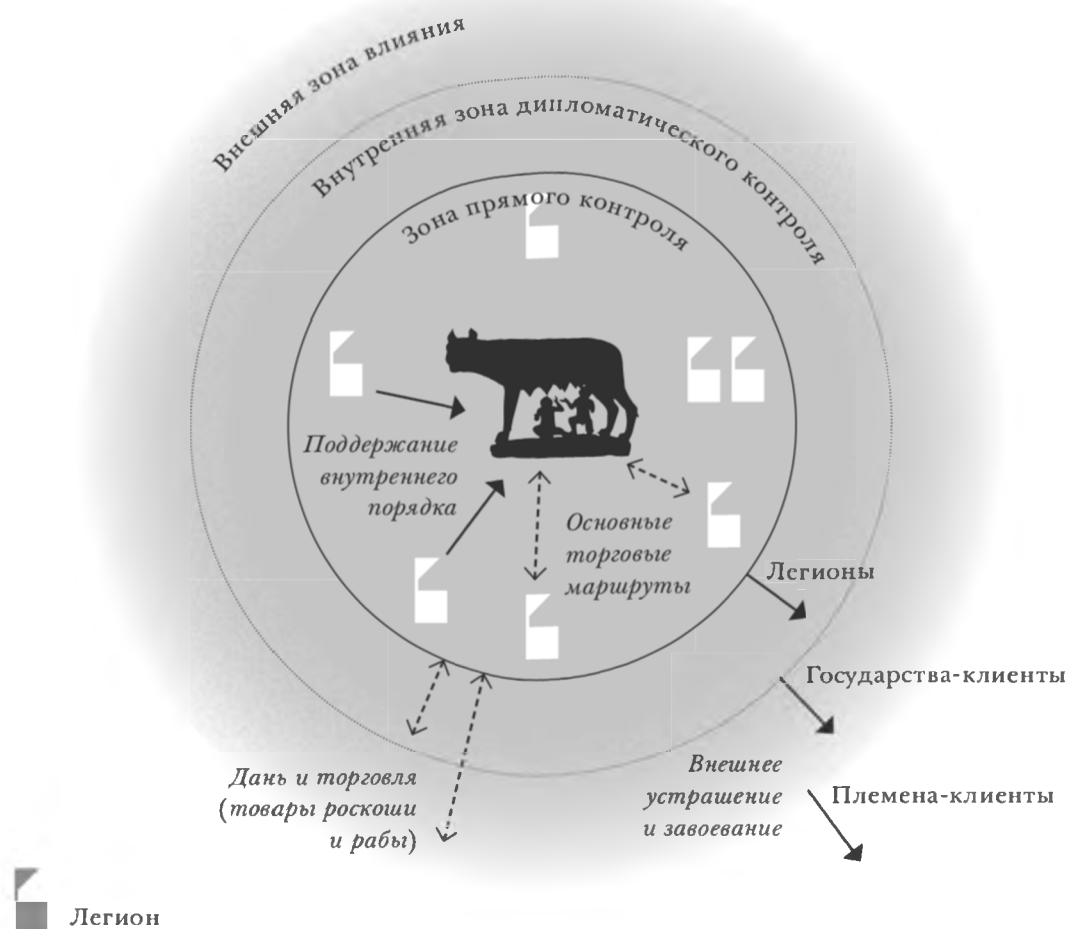 Внешняя зона влияния
Внутренняя зона дипломатического контроля
Зона прямого контроля
Поддержание
внутреннего
порядка
Основные
торговые
маршруты
Легионы
Государства-клиенты
Внешнее
устрашение
и завоевание
Племена-клиенты
Дань и торговля
(товары роскоши
и рабы)
Легион